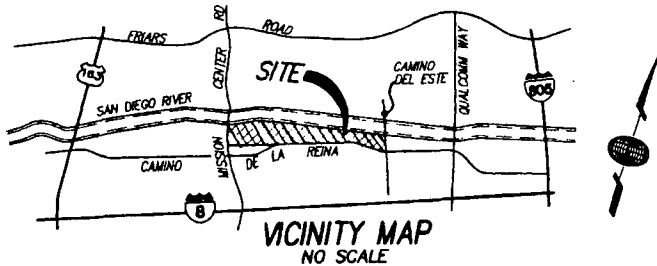 FRIARS ROAD
MISSION CENTER RD
163
SITE
CAMINO
DEL ESTE
QUALCOMM WAY
805
SAN DIEGO RIVER
CAMINO DE LA REINA
8
VICINITY MAP
NO SCALE